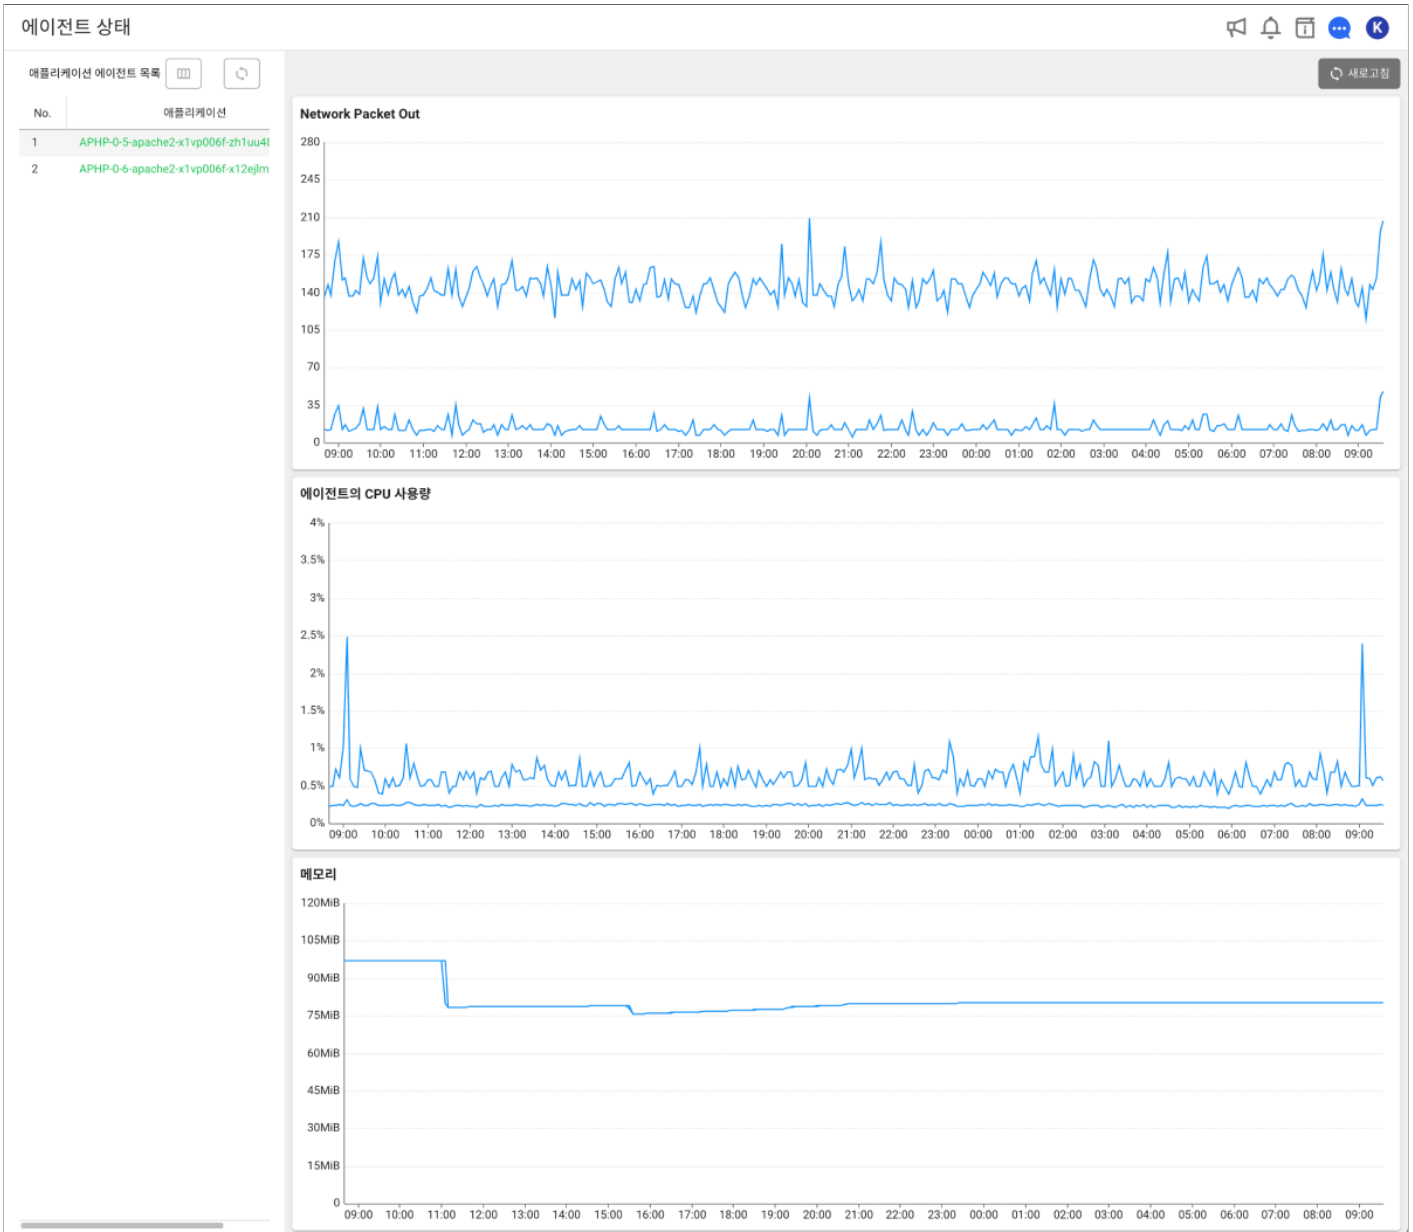 에이전트 상태
K
애플리케이션 에이전트 목록
새로고침
No. 애플리케이션
1 APHP-0-5-apache2-x1vp006f-zh1uu4
2 APHP-0-6-apache2-x1vp006f-x12ejlm
Network Packet Out
280
245
210
175
140
105
70
35
0
09:00 10:00 11:00 12:00 13:00 14:00 15:00 16:00 17:00 18:00 19:00 20:00 21:00 22:00 23:00 00:00 01:00 02:00 03:00 04:00 05:00 06:00 07:00 08:00 09:00
에이전트의 CPU 사용량
4%
3.5%
3%
2.5%
2%
1.5%
1%
0.5%
0%
09:00 10:00 11:00 12:00 13:00 14:00 15:00 16:00 17:00 18:00 19:00 20:00 21:00 22:00 23:00 00:00 01:00 02:00 03:00 04:00 05:00 06:00 07:00 08:00 09:00
메모리
120MiB
105MiB
90MiB
75MiB
60MiB
45MiB
30MiB
15MiB
0
09:00 10:00 11:00 12:00 13:00 14:00 15:00 16:00 17:00 18:00 19:00 20:00 21:00 22:00 23:00 00:00 01:00 02:00 03:00 04:00 05:00 06:00 07:00 08:00 09:00